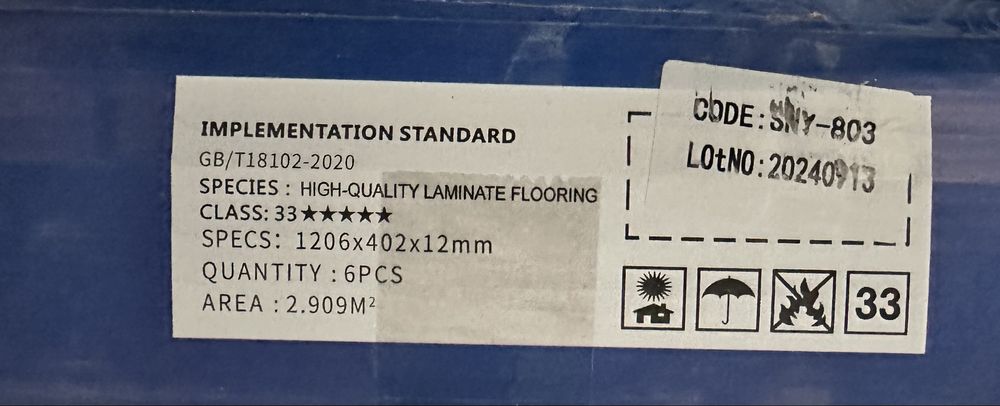 IMPLEMENTATION STANDARD
GB/T18102-2020
SPECIES : HIGH-QUALITY LAMINATE FLOORING
CLASS: 33★★★★★
SPECS: 1206x402x12mm
QUANTITY : 6PCS
AREA : 2.909M²
CODE:SNY-803
LOtNO:20240913
33